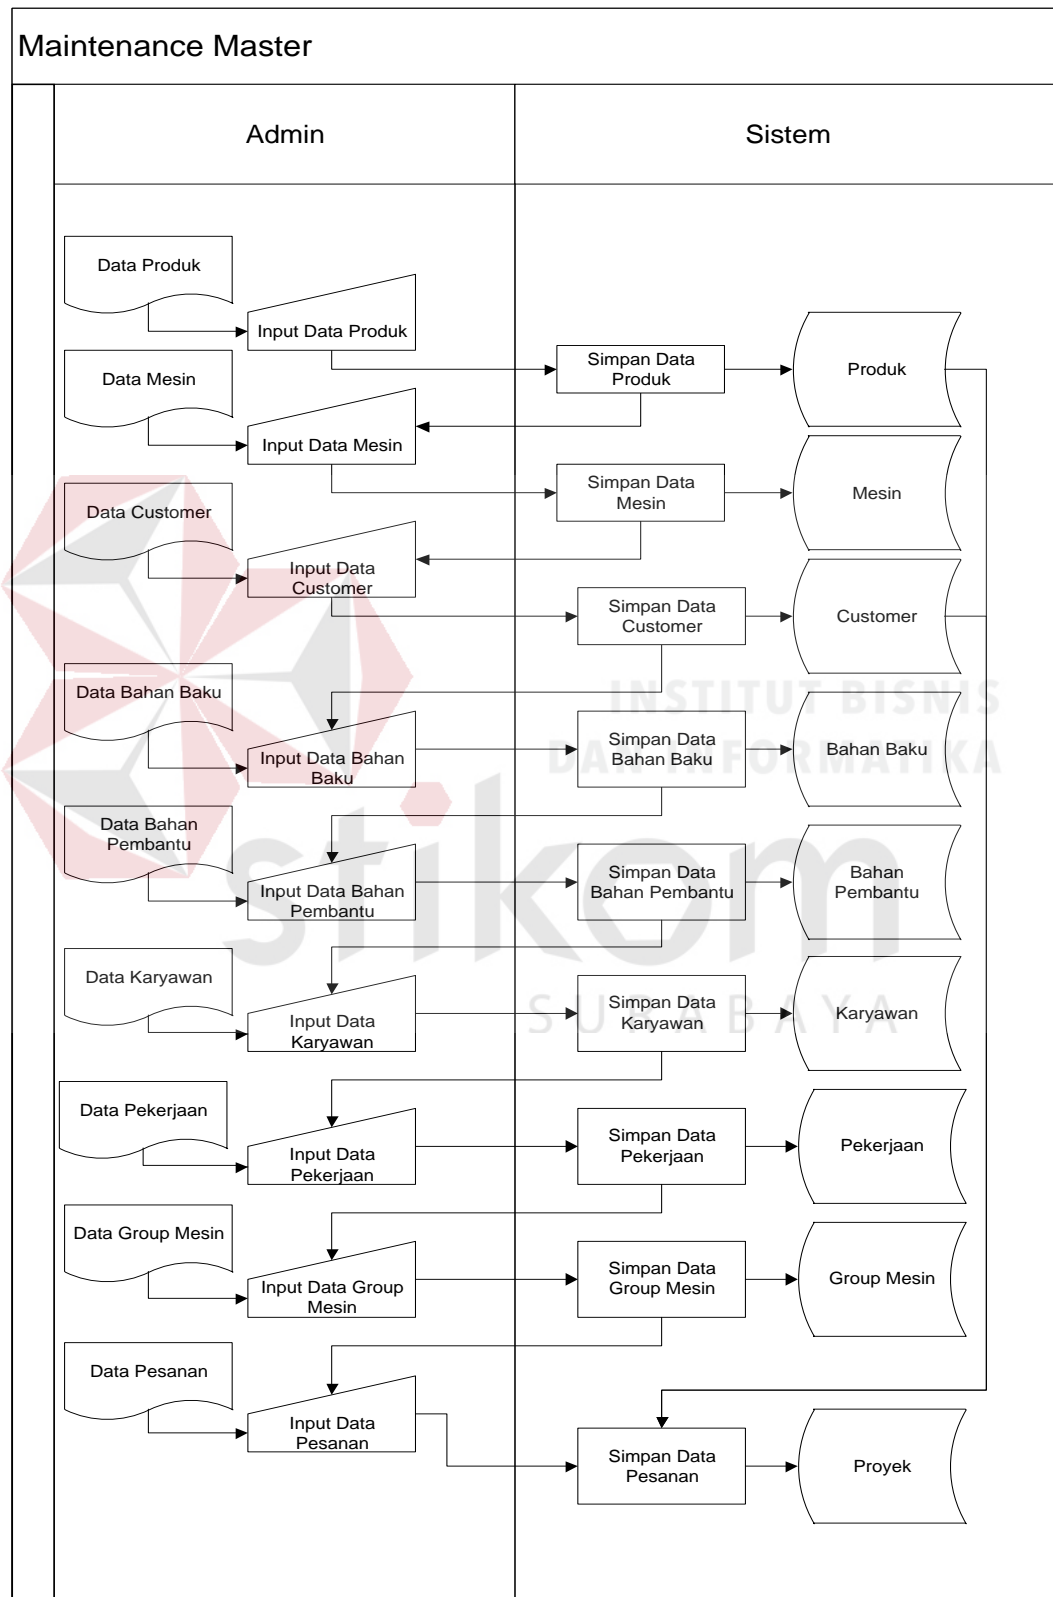 Maintenance Master
Admin
Sistem
Data Produk
Input Data Produk
Simpan Data
Produk
Produk
Data Mesin
Input Data Mesin
Simpan Data
Mesin
Mesin
Data Customer
Input Data
Customer
Simpan Data
Customer
Customer
INSTITUT BISNIS
DAN INFORMATIKA
Data Bahan Baku
Input Data Bahan
Baku
Simpan Data
Bahan Baku
Bahan Baku
stikom
SURABAYA
Data Bahan
Pembantu
Input Data Bahan
Pembantu
Simpan Data
Bahan Pembantu
Bahan
Pembantu
Data Karyawan
Input Data
Karyawan
Simpan Data
Karyawan
Karyawan
Data Pekerjaan
Input Data
Pekerjaan
Simpan Data
Pekerjaan
Pekerjaan
Data Group Mesin
Input Data Group
Mesin
Simpan Data
Group Mesin
Group Mesin
Data Pesanan
Input Data
Pesanan
Simpan Data
Pesanan
Proyek